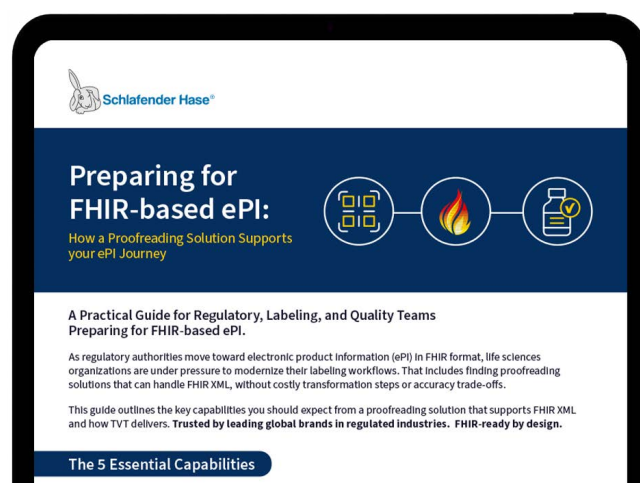 Schlafender Hase®
Preparing for
FHIR-based ePI:
How a Proofreading Solution Supports
your ePI Journey
A Practical Guide for Regulatory, Labeling, and Quality Teams
Preparing for FHIR-based ePI.
As regulatory authorities move toward electronic product information (ePI) in FHIR format, life sciences
organizations are under pressure to modernize their labeling workflows. That includes finding proofreading
solutions that can handle FHIR XML, without costly transformation steps or accuracy trade-offs.
This guide outlines the key capabilities you should expect from a proofreading solution that supports FHIR XML
and how TVT delivers. Trusted by leading global brands in regulated industries. FHIR-ready by design.
The 5 Essential Capabilities